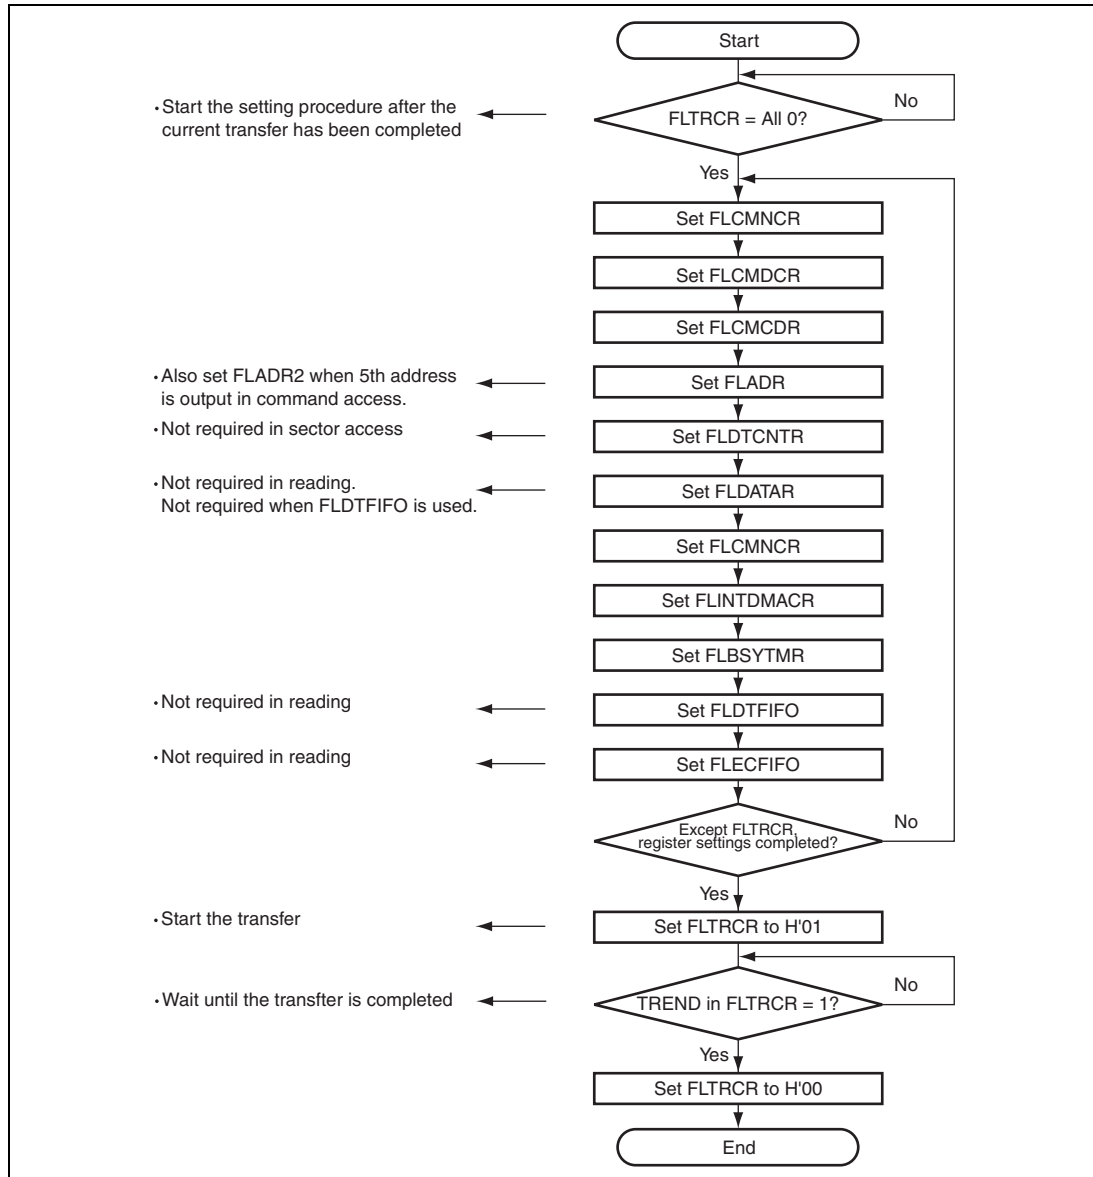 Start
No
· Start the setting procedure after the
current transfer has been completed
FLTRCR = All 0?
Yes
Set FLCMNCR
Set FLCMDCR
Set FLCMCDR
· Also set FLADR2 when 5th address
is output in command access.
Set FLADR
· Not required in sector access
Set FLDTCNTR
· Not required in reading.
Not required when FLDTFIFO is used.
Set FLDATAR
Set FLCMNCR
Set FLINTDMACR
Set FLBSYTMR
· Not required in reading
Set FLDTFIFO
· Not required in reading
Set FLECFIFO
Except FLTRCR,
register settings completed?
No
Yes
· Start the transfer
Set FLTRCR to H'01
No
· Wait until the transfter is completed
TREND in FLTRCR = 1?
Yes
Set FLTRCR to H'00
End